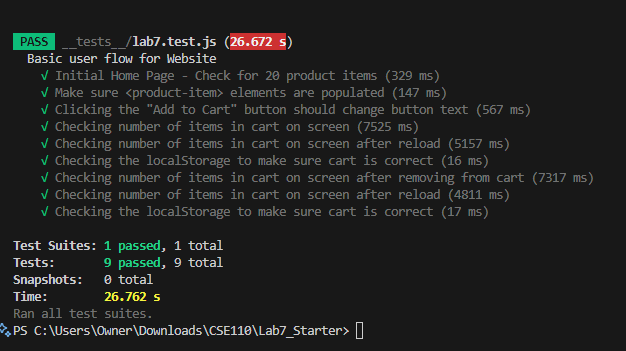 PASS __tests__/lab7.test.js (26.672 s)
Basic user flow for Website
√ Initial Home Page - Check for 20 product items (329 ms)
√ Make sure <product-item> elements are populated (147 ms)
√ Clicking the "Add to Cart" button should change button text (567 ms)
√ Checking number of items in cart on screen (7525 ms)
√ Checking number of items in cart on screen after reload (5157 ms)
√ Checking the localStorage to make sure cart is correct (16 ms)
√ Checking number of items in cart on screen after removing from cart (7317 ms)
√ Checking number of items in cart on screen after reload (4811 ms)
√ Checking the localStorage to make sure cart is correct (17 ms)
Test Suites: 1 passed, 1 total
Tests: 9 passed, 9 total
Snapshots: 0 total
Time: 26.762 s
Ran all test suites.
PS C:\Users\Owner\Downloads\CSE110\Lab7_Starter>